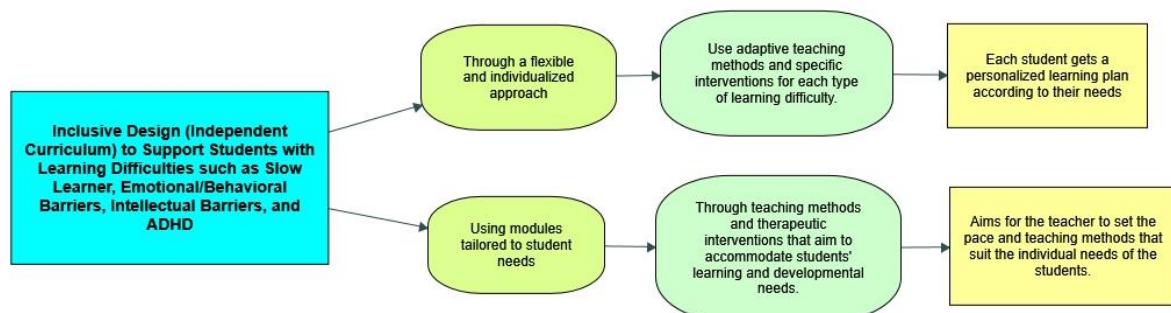 Inclusive Design (Independent
Curriculum) to Support Students with
Learning Difficulties such as Slow
Learner, Emotional/Behavioral
Barriers, Intellectual Barriers, and
ADHD
Through a flexible
and individualized
approach
Use adaptive teaching
methods and specific
interventions for each type
of learning difficulty.
Each student gets a
personalized learning plan
according to their needs
Using modules
tailored to student
needs
Through teaching methods
and therapeutic
interventions that aim to
accommodate students'
learning and developmental
needs.
Aims for the teacher to set the
pace and teaching methods that
suit the individual needs of the
students.